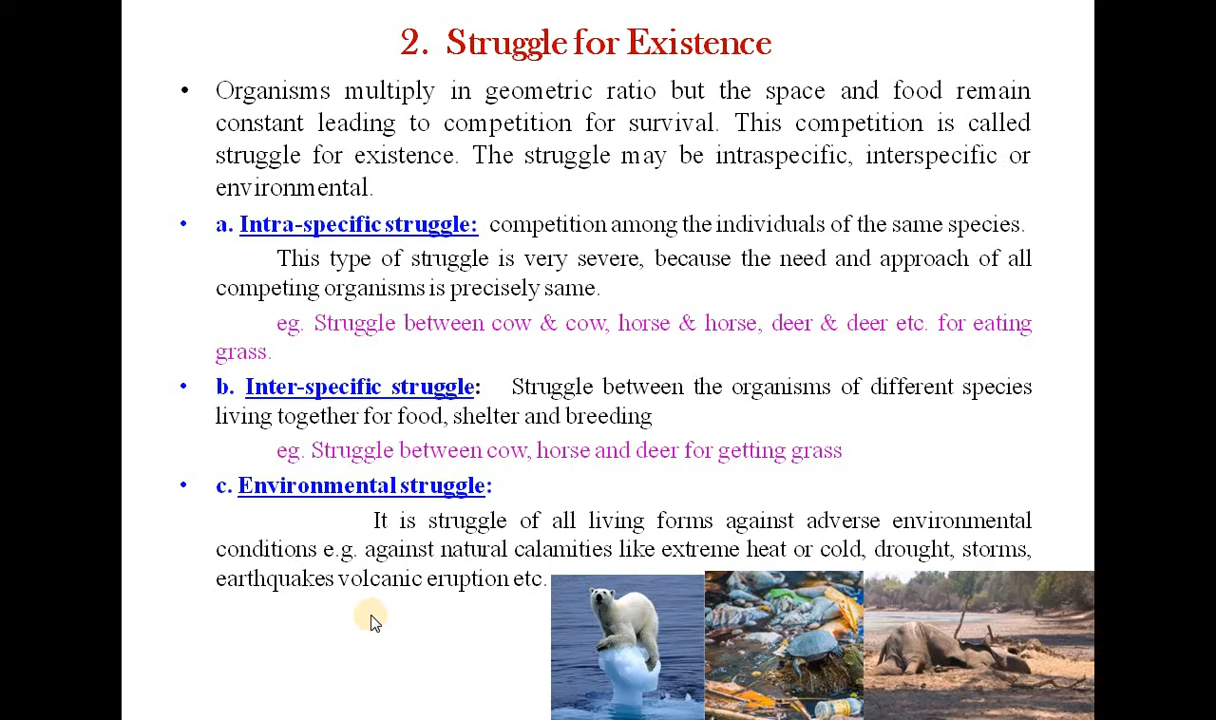 2. Struggle for Existence
• Organisms multiply in geometric ratio but the space and food remain
constant leading to competition for survival. This competition is called
struggle for existence. The struggle may be intraspecific, interspecific or
environmental.
• a. Intra-specific struggle: competition among the individuals of the same species.
This type of struggle is very severe, because the need and approach of all
competing organisms is precisely same.
eg. Struggle between cow & cow, horse & horse, deer & deer etc. for eating
grass.
• b. Inter-specific struggle: Struggle between the organisms of different species
living together for food, shelter and breeding
eg. Struggle between cow, horse and deer for getting grass
• c. Environmental struggle:
It is struggle of all living forms against adverse environmental
conditions e.g. against natural calamities like extreme heat or cold, drought, storms,
earthquakes volcanic eruption etc.